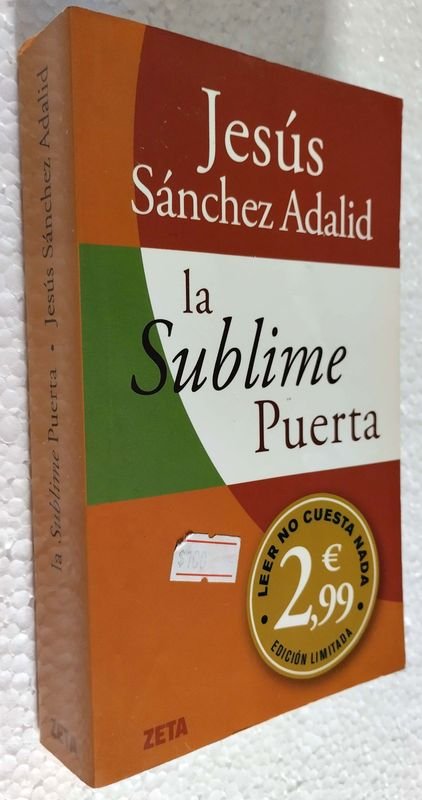 Jesús
Sánchez Adalid
la
Sublime
Puerta
LEER NO CUESTA NADA
2,99 €
EDICIÓN LIMITADA
$100
ZETA
la Sublime Puerta • Jesús Sánchez Adalid
ZETA